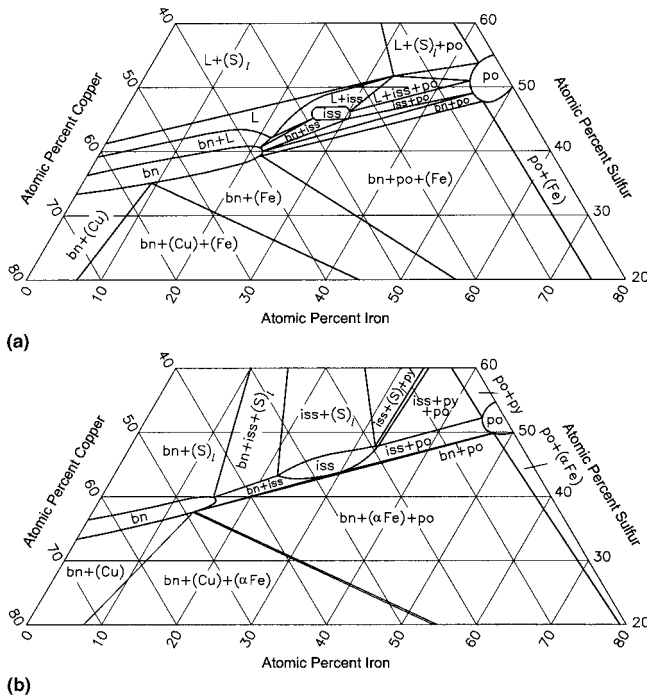 40
60
L+(S)l
L+(S)l+po
po
50
50
L+iss
L+iss+po
iss+po
L
iss
bn+iss
bn+po
60
40
bn+L
bn
bn+(Fe)
bn+po+(Fe)
po+(Fe)
70
30
bn+(Cu)
bn+(Cu)+(Fe)
80
20
0
10
20
30
40
50
60
70
80
Atomic Percent Copper
Atomic Percent Sulfur
Atomic Percent Iron
(a)
40
60
bn+(S)l
bn+iss+(S)l
iss+(S)l
iss+(S)l+py
iss+py
+po
po+py
50
50
po
iss
iss+po
bn+po
po+(αFe)
bn+iss
60
40
bn
bn+(αFe)+po
70
30
bn+(Cu)
bn+(Cu)+(αFe)
80
20
0
10
20
30
40
50
60
70
80
Atomic Percent Copper
Atomic Percent Sulfur
Atomic Percent Iron
(b)